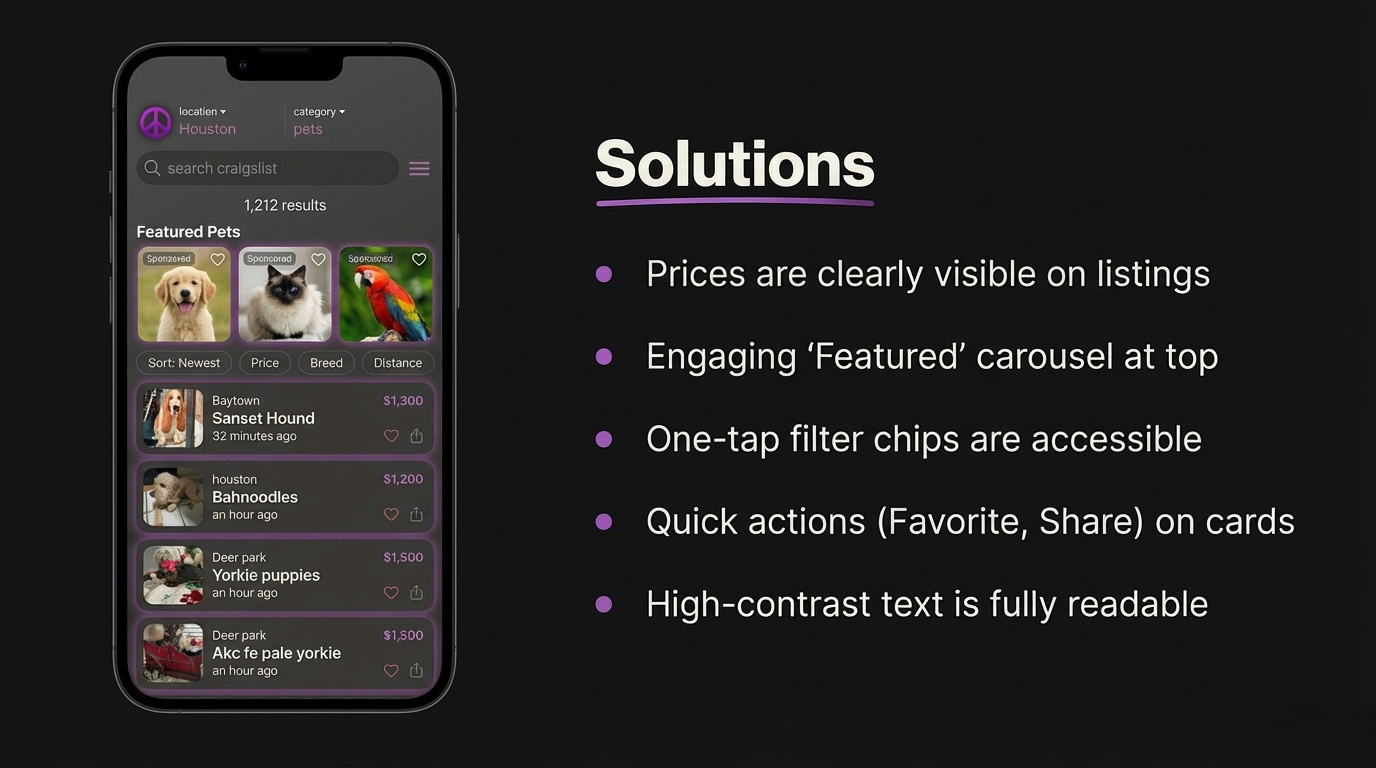 location
Houston
category
pets
search craigslist
1,212 results
Featured Pets
Sponzored
Sponcored
Sponsored
Sort: Newest
Price
Breed
Distance
Baytown
$1,300
Sanset Hound
32 minutes ago
houston
$1,200
Bahnoodles
an hour ago
Deer park
$1,500
Yorkie puppies
an hour ago
Deer park
$1,500
Akc fe pale yorkie
an hour ago
Solutions
Prices are clearly visible on listings
Engaging ‘Featured’ carousel at top
One-tap filter chips are accessible
Quick actions (Favorite, Share) on cards
High-contrast text is fully readable